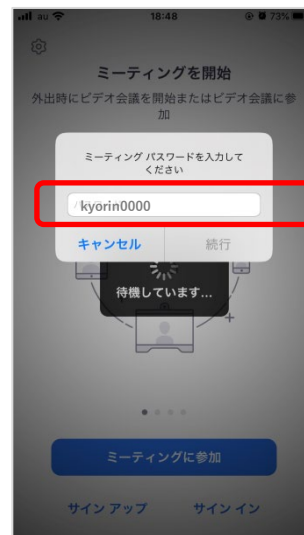 au 18:48 73%
ミーティングを開始
外出時にビデオ会議を開始またはビデオ会議に参
加
ミーティング パスワードを入力して
ください
kyorin0000
キャンセル 続行
待機しています...
ミーティングに参加
サイン アップ サイン イン